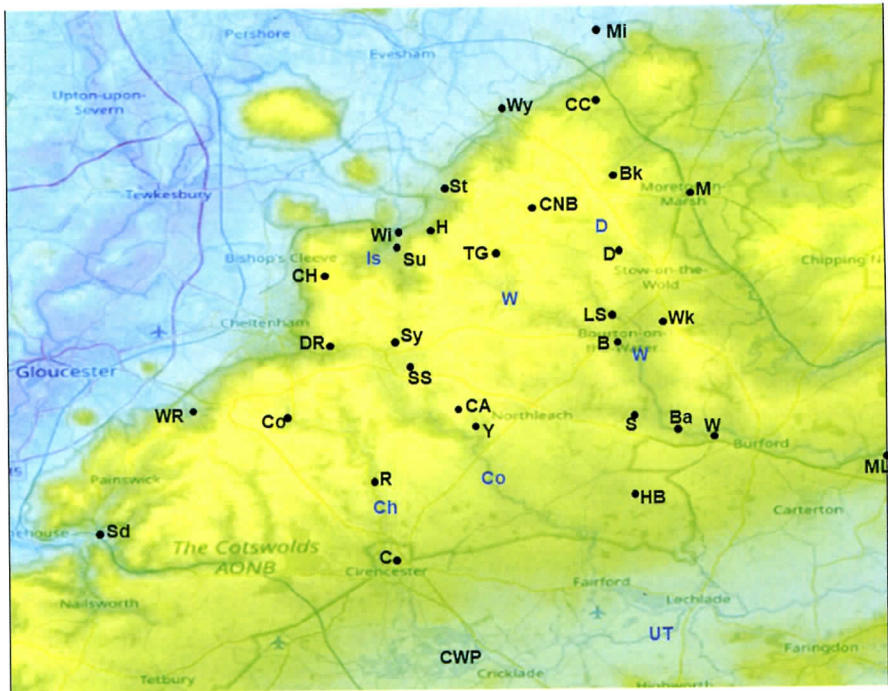 Mi
Pershore
Evesham
Upton-upon-
Severn
Wy
CC
Bk
St
Moreton-in-
Marsh
M
Tewkesbury
CNB
D
Wi
H
Is
Su
TG
D
Bishop's Cleeve
CH
Stow-on-the-
Wold
Chipping N
W
LS
Wk
Cheltenham
Bourton-on-
the-Water
DR
Sy
B
W
Gloucester
SS
WR
Co
CA
Northleach
Y
S
Ba
W
Burford
ML
Painswick
R
Co
HB
Ch
Carterton
Sd
The Cotswolds
AONB
C
Cirencester
Fairford
Lechlade
Nailsworth
UT
CWP
Cricklade
Faringdon
Tetbury
Highworth